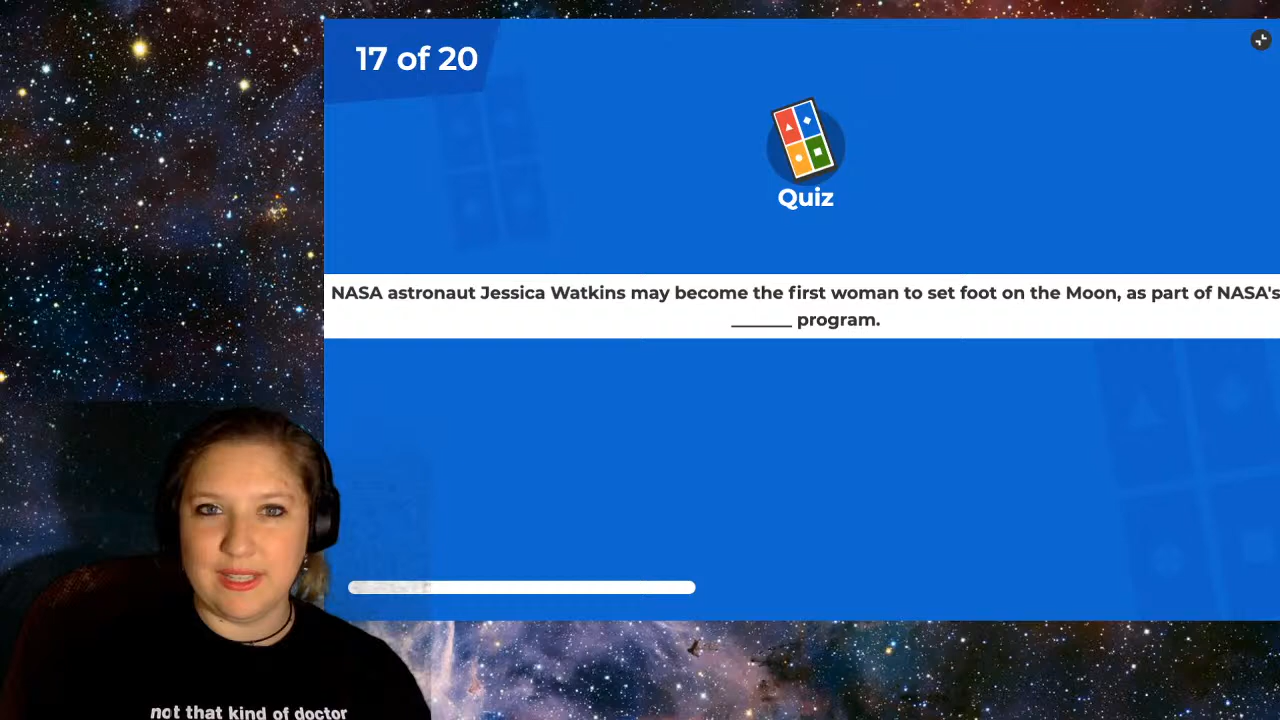 17 of 20
Quiz
NASA astronaut Jessica Watkins may become the first woman to set foot on the Moon, as part of NASA's
______ program.
not that kind of doctor